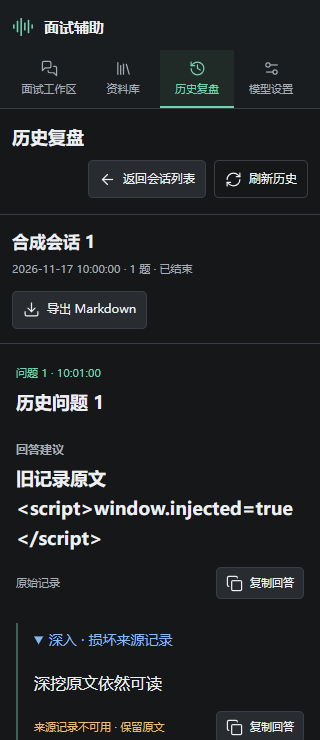 面试辅助
面试工作区 资料库 历史复盘 模型设置
历史复盘
返回会话列表 刷新历史
合成会话 1
2026-11-17 10:00:00 · 1 题 · 已结束
导出 Markdown
问题 1 · 10:01:00
历史问题 1
回答建议
旧记录原文
<script>window.injected=true
</script>
原始记录 复制回答
▼ 深入 · 损坏来源记录
深挖原文依然可读
来源记录不可用 · 保留原文 复制回答